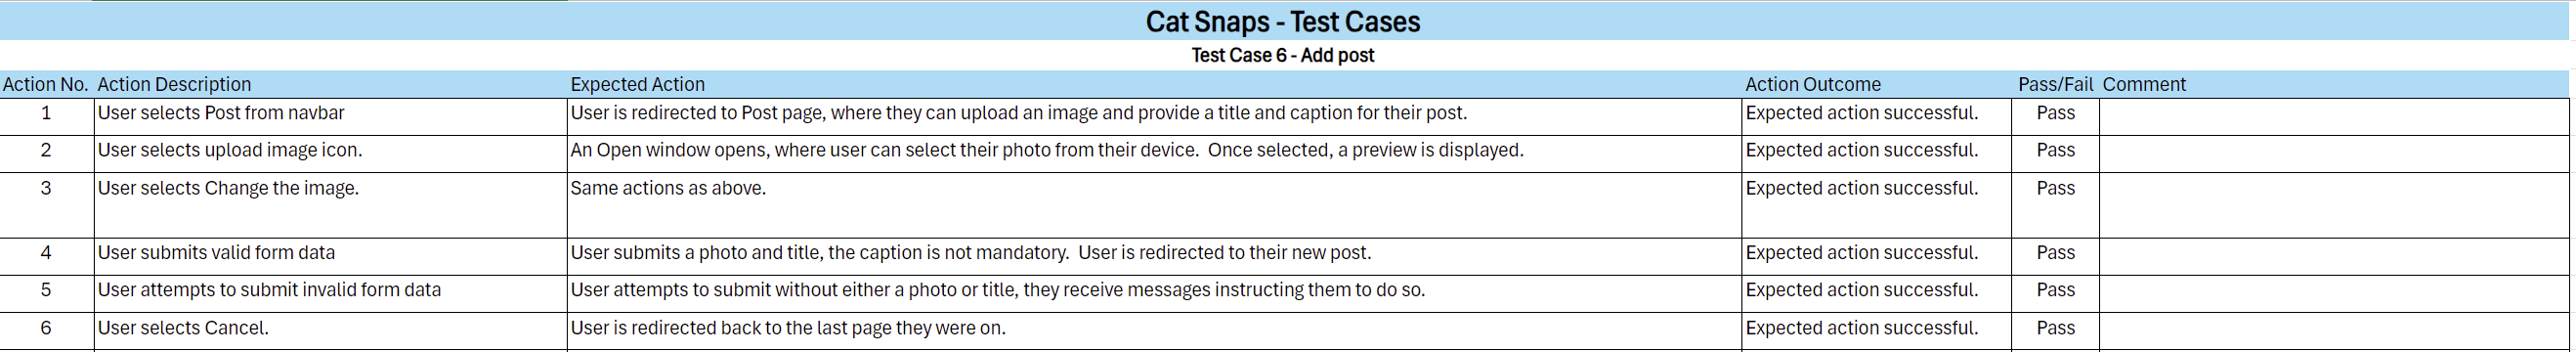 Cat Snaps - Test Cases
Test Case 6 - Add post
Action No. Action Description Expected Action Action Outcome Pass/Fail Comment
1 User selects Post from navbar User is redirected to Post page, where they can upload an image and provide a title and caption for their post. Expected action successful. Pass
2 User selects upload image icon. An Open window opens, where user can select their photo from their device.  Once selected, a preview is displayed. Expected action successful. Pass
3 User selects Change the image. Same actions as above. Expected action successful. Pass
4 User submits valid form data User submits a photo and title, the caption is not mandatory.  User is redirected to their new post. Expected action successful. Pass
5 User attempts to submit invalid form data User attempts to submit without either a photo or title, they receive messages instructing them to do so. Expected action successful. Pass
6 User selects Cancel. User is redirected back to the last page they were on. Expected action successful. Pass